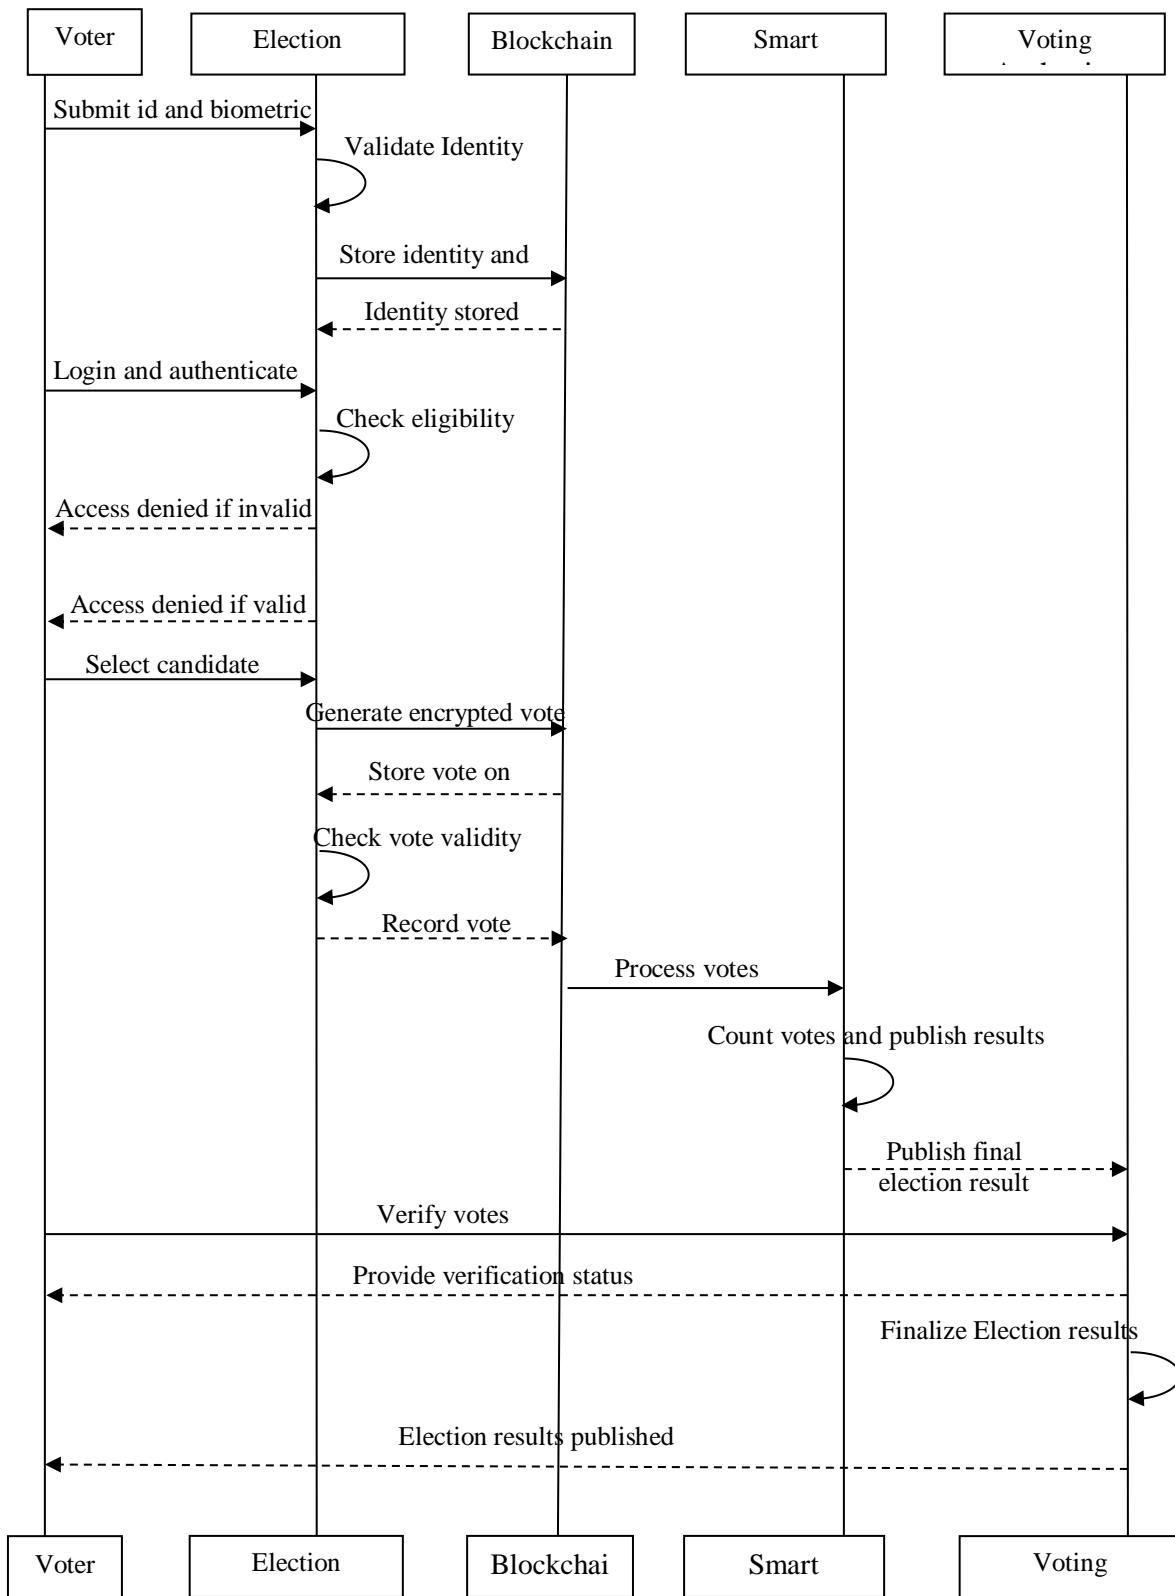 Voter
Election
Blockchain
Smart
Voting
Submit id and biometric
Validate Identity
Store identity and
Identity stored
Login and authenticate
Check eligibility
Access denied if invalid
Access denied if valid
Select candidate
Generate encrypted vote
Store vote on
Check vote validity
Record vote
Process votes
Count votes and publish results
Publish final
election result
Verify votes
Provide verification status
Finalize Election results
Election results published
Voter
Election
Blockchai
Smart
Voting